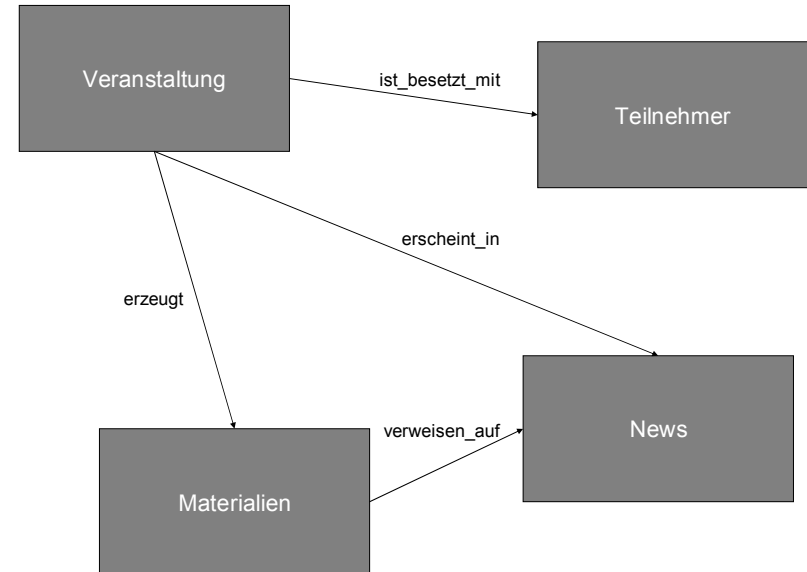 Veranstaltung
ist_besetzt_mit
Teilnehmer
erscheint_in
erzeugt
verweisen_auf
News
Materialien